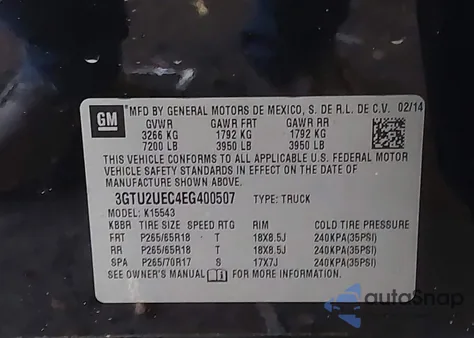 GM
MFD BY GENERAL MOTORS DE MEXICO, S. DE R.L. DE C.V. 02/14
GVWR GAWR FRT GAWR RR
3266 KG 1792 KG 1792 KG
7200 LB 3950 LB 3950 LB
THIS VEHICLE CONFORMS TO ALL APPLICABLE U.S. FEDERAL MOTOR
VEHICLE SAFETY STANDARDS IN EFFECT ON THE DATE OF
MANUFACTURE SHOWN ABOVE.
3GTU2UEC4EG400507 TYPE: TRUCK
MODEL: K15543
KBBR TIRE SIZE SPEED RTG RIM COLD TIRE PRESSURE
FRT P265/65R18 T 18X8.5J 240KPA(35PSI)
RR P265/65R18 T 18X8.5J 240KPA(35PSI)
SPA P265/70R17 S 17X7J 240KPA(35PSI)
SEE OWNER'S MANUAL FOR MORE INFORMATION.
autoSnap